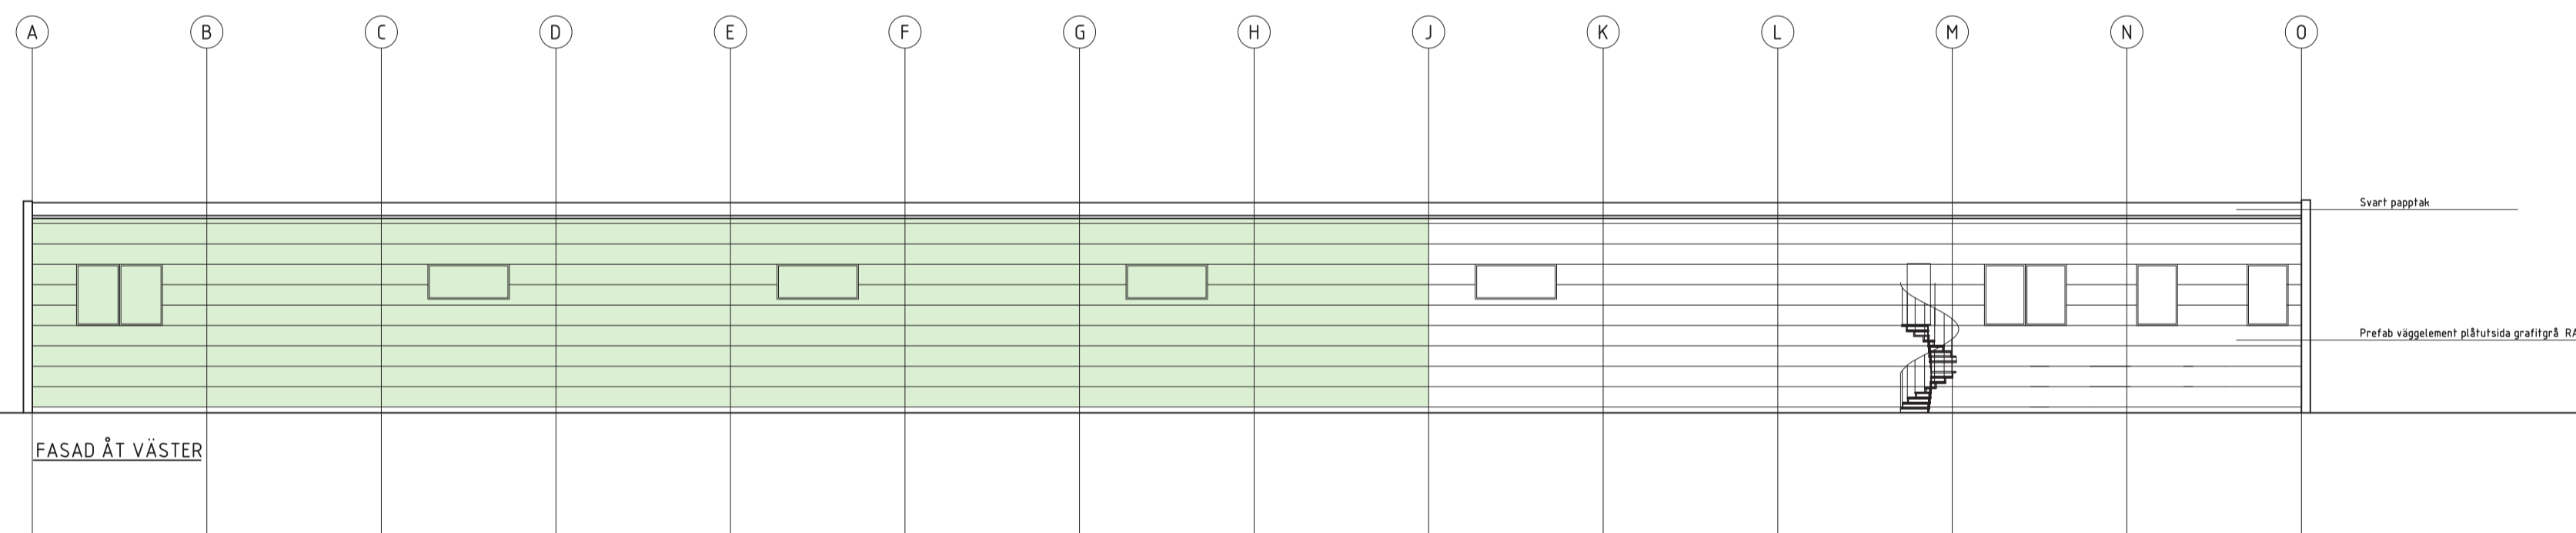 A B C D E F G H J K L M N O
Svart papptak
Prefab väggelement plåtutsida grafitgrå
FASAD ÅT VÄSTER